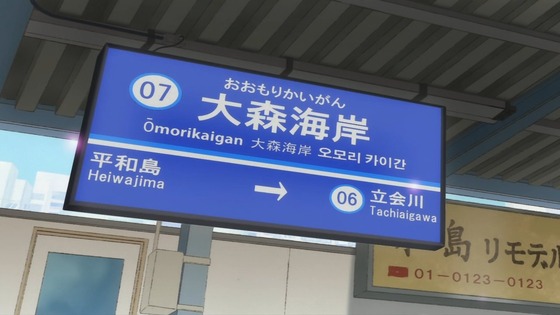 07
おおもりかいがん
大森海岸
Ōmorikaigan 大森海岸 오모리 카이간
平和島
Heiwajima
→
06 立会川
Tachiaigawa
島 リモデル
01-0123-0123